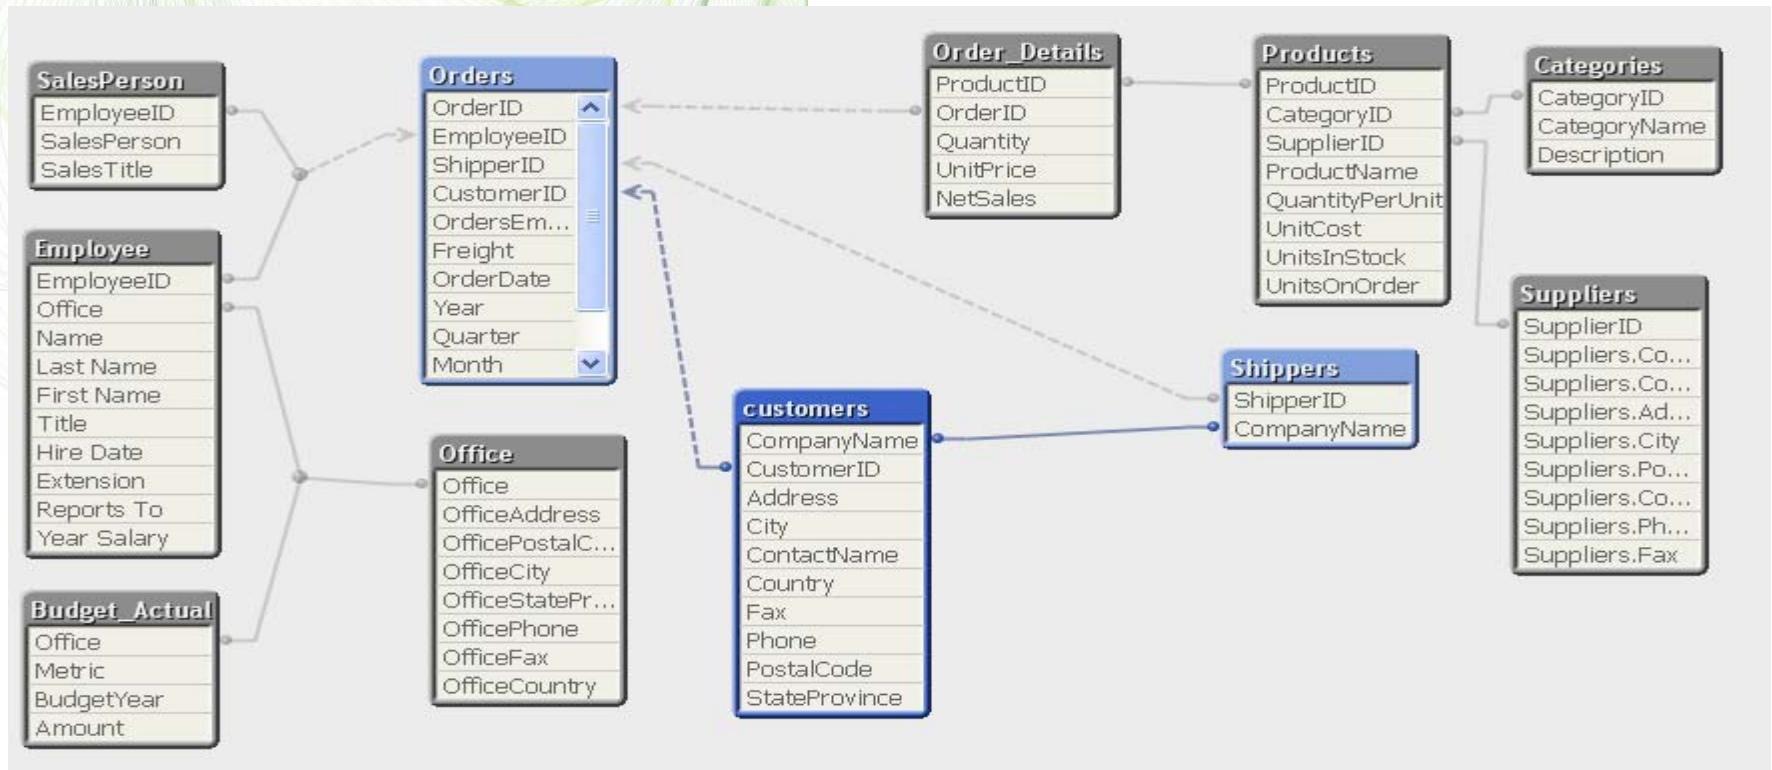 SalesPerson
EmployeeID
SalesPerson
SalesTitle
Employee
EmployeeID
Office
Name
Last Name
First Name
Title
Hire Date
Extension
Reports To
Year Salary
Budget_Actual
Office
Metric
BudgetYear
Amount
Orders
OrderID
EmployeeID
ShipperID
CustomerID
OrdersEm...
Freight
OrderDate
Year
Quarter
Month
Office
Office
OfficeAddress
OfficePostalC...
OfficeCity
OfficeStatePr...
OfficePhone
OfficeFax
OfficeCountry
customers
CompanyName
CustomerID
Address
City
ContactName
Country
Fax
Phone
PostalCode
StateProvince
Order_Details
ProductID
OrderID
Quantity
UnitPrice
NetSales
Products
ProductID
CategoryID
SupplierID
ProductName
QuantityPerUnit
UnitCost
UnitsInStock
UnitsOnOrder
Shippers
ShipperID
CompanyName
Categories
CategoryID
CategoryName
Description
Suppliers
SupplierID
Suppliers.Co...
Suppliers.Co...
Suppliers.Ad...
Suppliers.City
Suppliers.Po...
Suppliers.Co...
Suppliers.Ph...
Suppliers.Fax